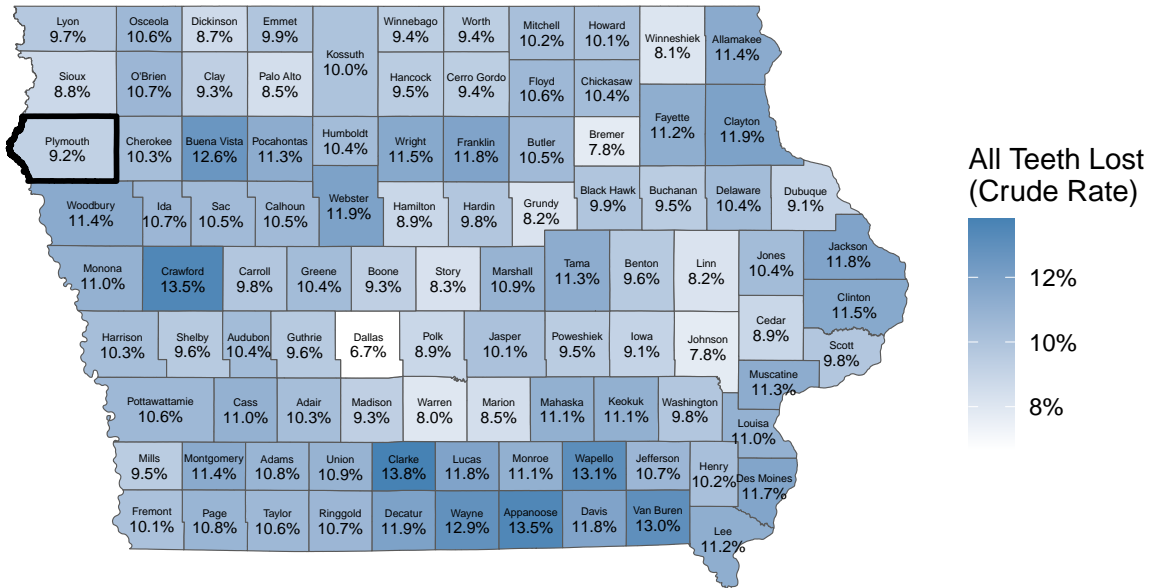 Lyon
9.7%
Osceola
10.6%
Dickinson
8.7%
Emmet
9.9%
Kossuth
10.0%
Winnebago
9.4%
Worth
9.4%
Mitchell
10.2%
Howard
10.1%
Winneshiek
8.1%
Allamakee
11.4%
Sioux
8.8%
O'Brien
10.7%
Clay
9.3%
Palo Alto
8.5%
Hancock
9.5%
Cerro Gordo
9.4%
Floyd
10.6%
Chickasaw
10.4%
Fayette
11.2%
Clayton
11.9%
Plymouth
9.2%
Cherokee
10.3%
Buena Vista
12.6%
Pocahontas
11.3%
Humboldt
10.4%
Wright
11.5%
Franklin
11.8%
Butler
10.5%
Bremer
7.8%
Woodbury
11.4%
Ida
10.7%
Sac
10.5%
Calhoun
10.5%
Webster
11.9%
Hamilton
8.9%
Hardin
9.8%
Grundy
8.2%
Black Hawk
9.9%
Buchanan
9.5%
Delaware
10.4%
Dubuque
9.1%
Monona
11.0%
Crawford
13.5%
Carroll
9.8%
Greene
10.4%
Boone
9.3%
Story
8.3%
Marshall
10.9%
Tama
11.3%
Benton
9.6%
Linn
8.2%
Jones
10.4%
Jackson
11.8%
Clinton
11.5%
Harrison
10.3%
Shelby
9.6%
Audubon
10.4%
Guthrie
9.6%
Dallas
6.7%
Polk
8.9%
Jasper
10.1%
Poweshiek
9.5%
Iowa
9.1%
Johnson
7.8%
Cedar
8.9%
Scott
9.8%
Muscatine
11.3%
Pottawattamie
10.6%
Cass
11.0%
Adair
10.3%
Madison
9.3%
Warren
8.0%
Marion
8.5%
Mahaska
11.1%
Keokuk
11.1%
Washington
9.8%
Louisa
11.0%
Mills
9.5%
Montgomery
11.4%
Adams
10.8%
Union
10.9%
Clarke
13.8%
Lucas
11.8%
Monroe
11.1%
Wapello
13.1%
Jefferson
10.7%
Henry
10.2%
Des Moines
11.7%
Fremont
10.1%
Page
10.8%
Taylor
10.6%
Ringgold
10.7%
Decatur
11.9%
Wayne
12.9%
Appanoose
13.5%
Davis
11.8%
Van Buren
13.0%
Lee
11.2%
All Teeth Lost
(Crude Rate)
12%
10%
8%